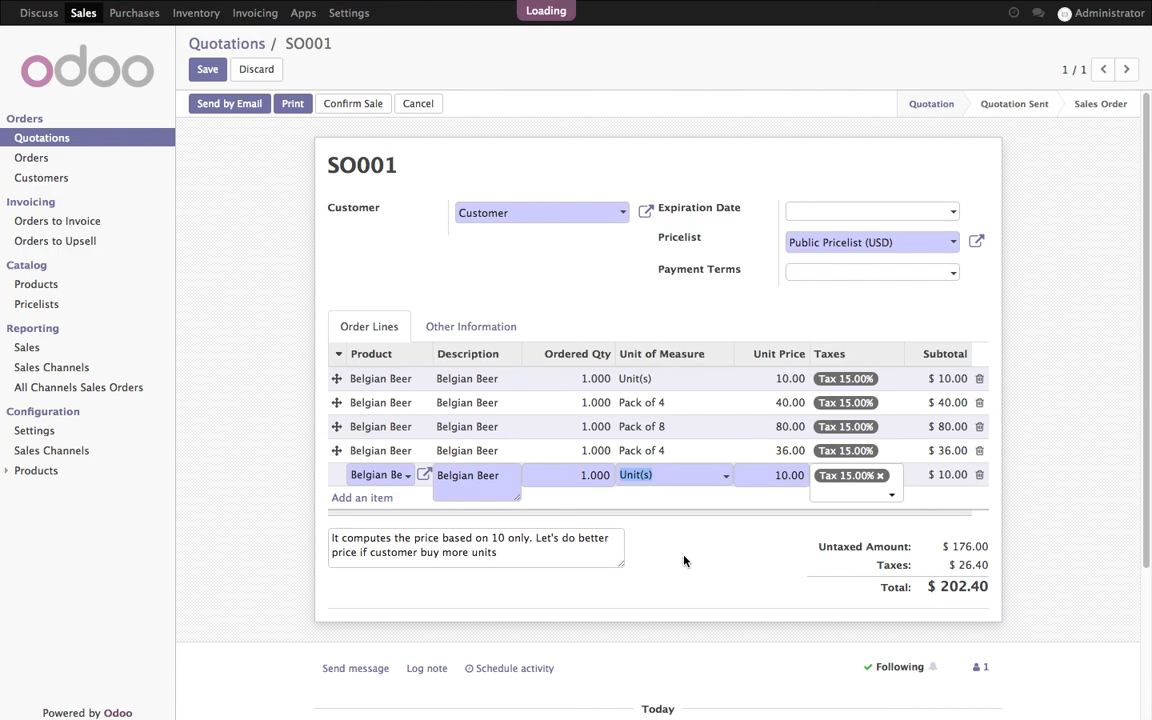 Discuss Sales Purchases Inventory Invoicing Apps Settings Loading Administrator
odoo
Quotations / SO001
Save Discard 1 / 1
Send by Email Print Confirm Sale Cancel Quotation Quotation Sent Sales Order
Orders
Quotations
Orders
Customers
Invoicing
Orders to Invoice
Orders to Upsell
Catalog
Products
Pricelists
Reporting
Sales
Sales Channels
All Channels Sales Orders
Configuration
Settings
Sales Channels
Products
Powered by Odoo
SO001
Customer Customer Expiration Date
Pricelist Public Pricelist (USD)
Payment Terms
Order Lines Other Information
Product Description Ordered Qty Unit of Measure Unit Price Taxes Subtotal
Belgian Beer Belgian Beer 1.000 Unit(s) 10.00 Tax 15.00% $ 10.00
Belgian Beer Belgian Beer 1.000 Pack of 4 40.00 Tax 15.00% $ 40.00
Belgian Beer Belgian Beer 1.000 Pack of 8 80.00 Tax 15.00% $ 80.00
Belgian Beer Belgian Beer 1.000 Pack of 4 36.00 Tax 15.00% $ 36.00
Belgian Be Belgian Beer 1.000 Unit(s) 10.00 Tax 15.00% × $ 10.00
Add an item
It computes the price based on 10 only. Let's do better
price if customer buy more units
Untaxed Amount: $ 176.00
Taxes: $ 26.40
Total: $ 202.40
Send message Log note Schedule activity Following 1
Today